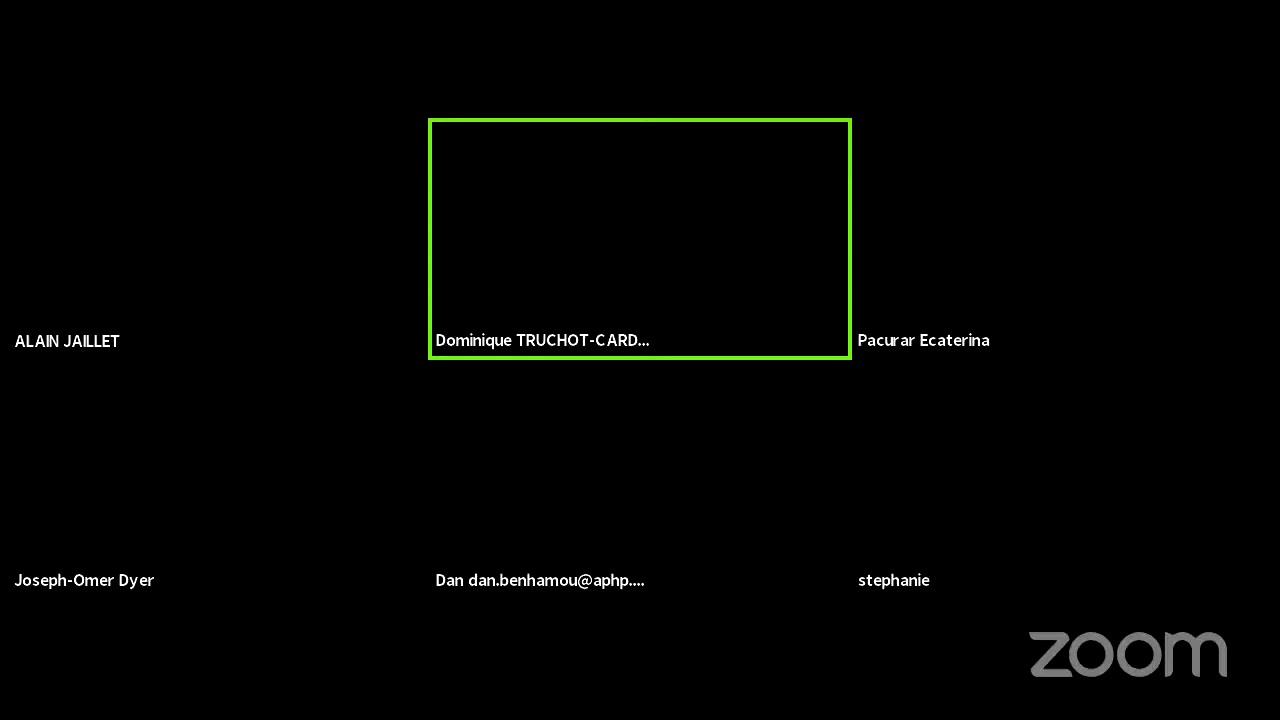 ALAIN JAILLET
Dominique TRUCHOT-CARD...
Pacurar Ecaterina
Joseph-Omer Dyer
Dan dan.benhamou@aphp....
stephanie
zoom